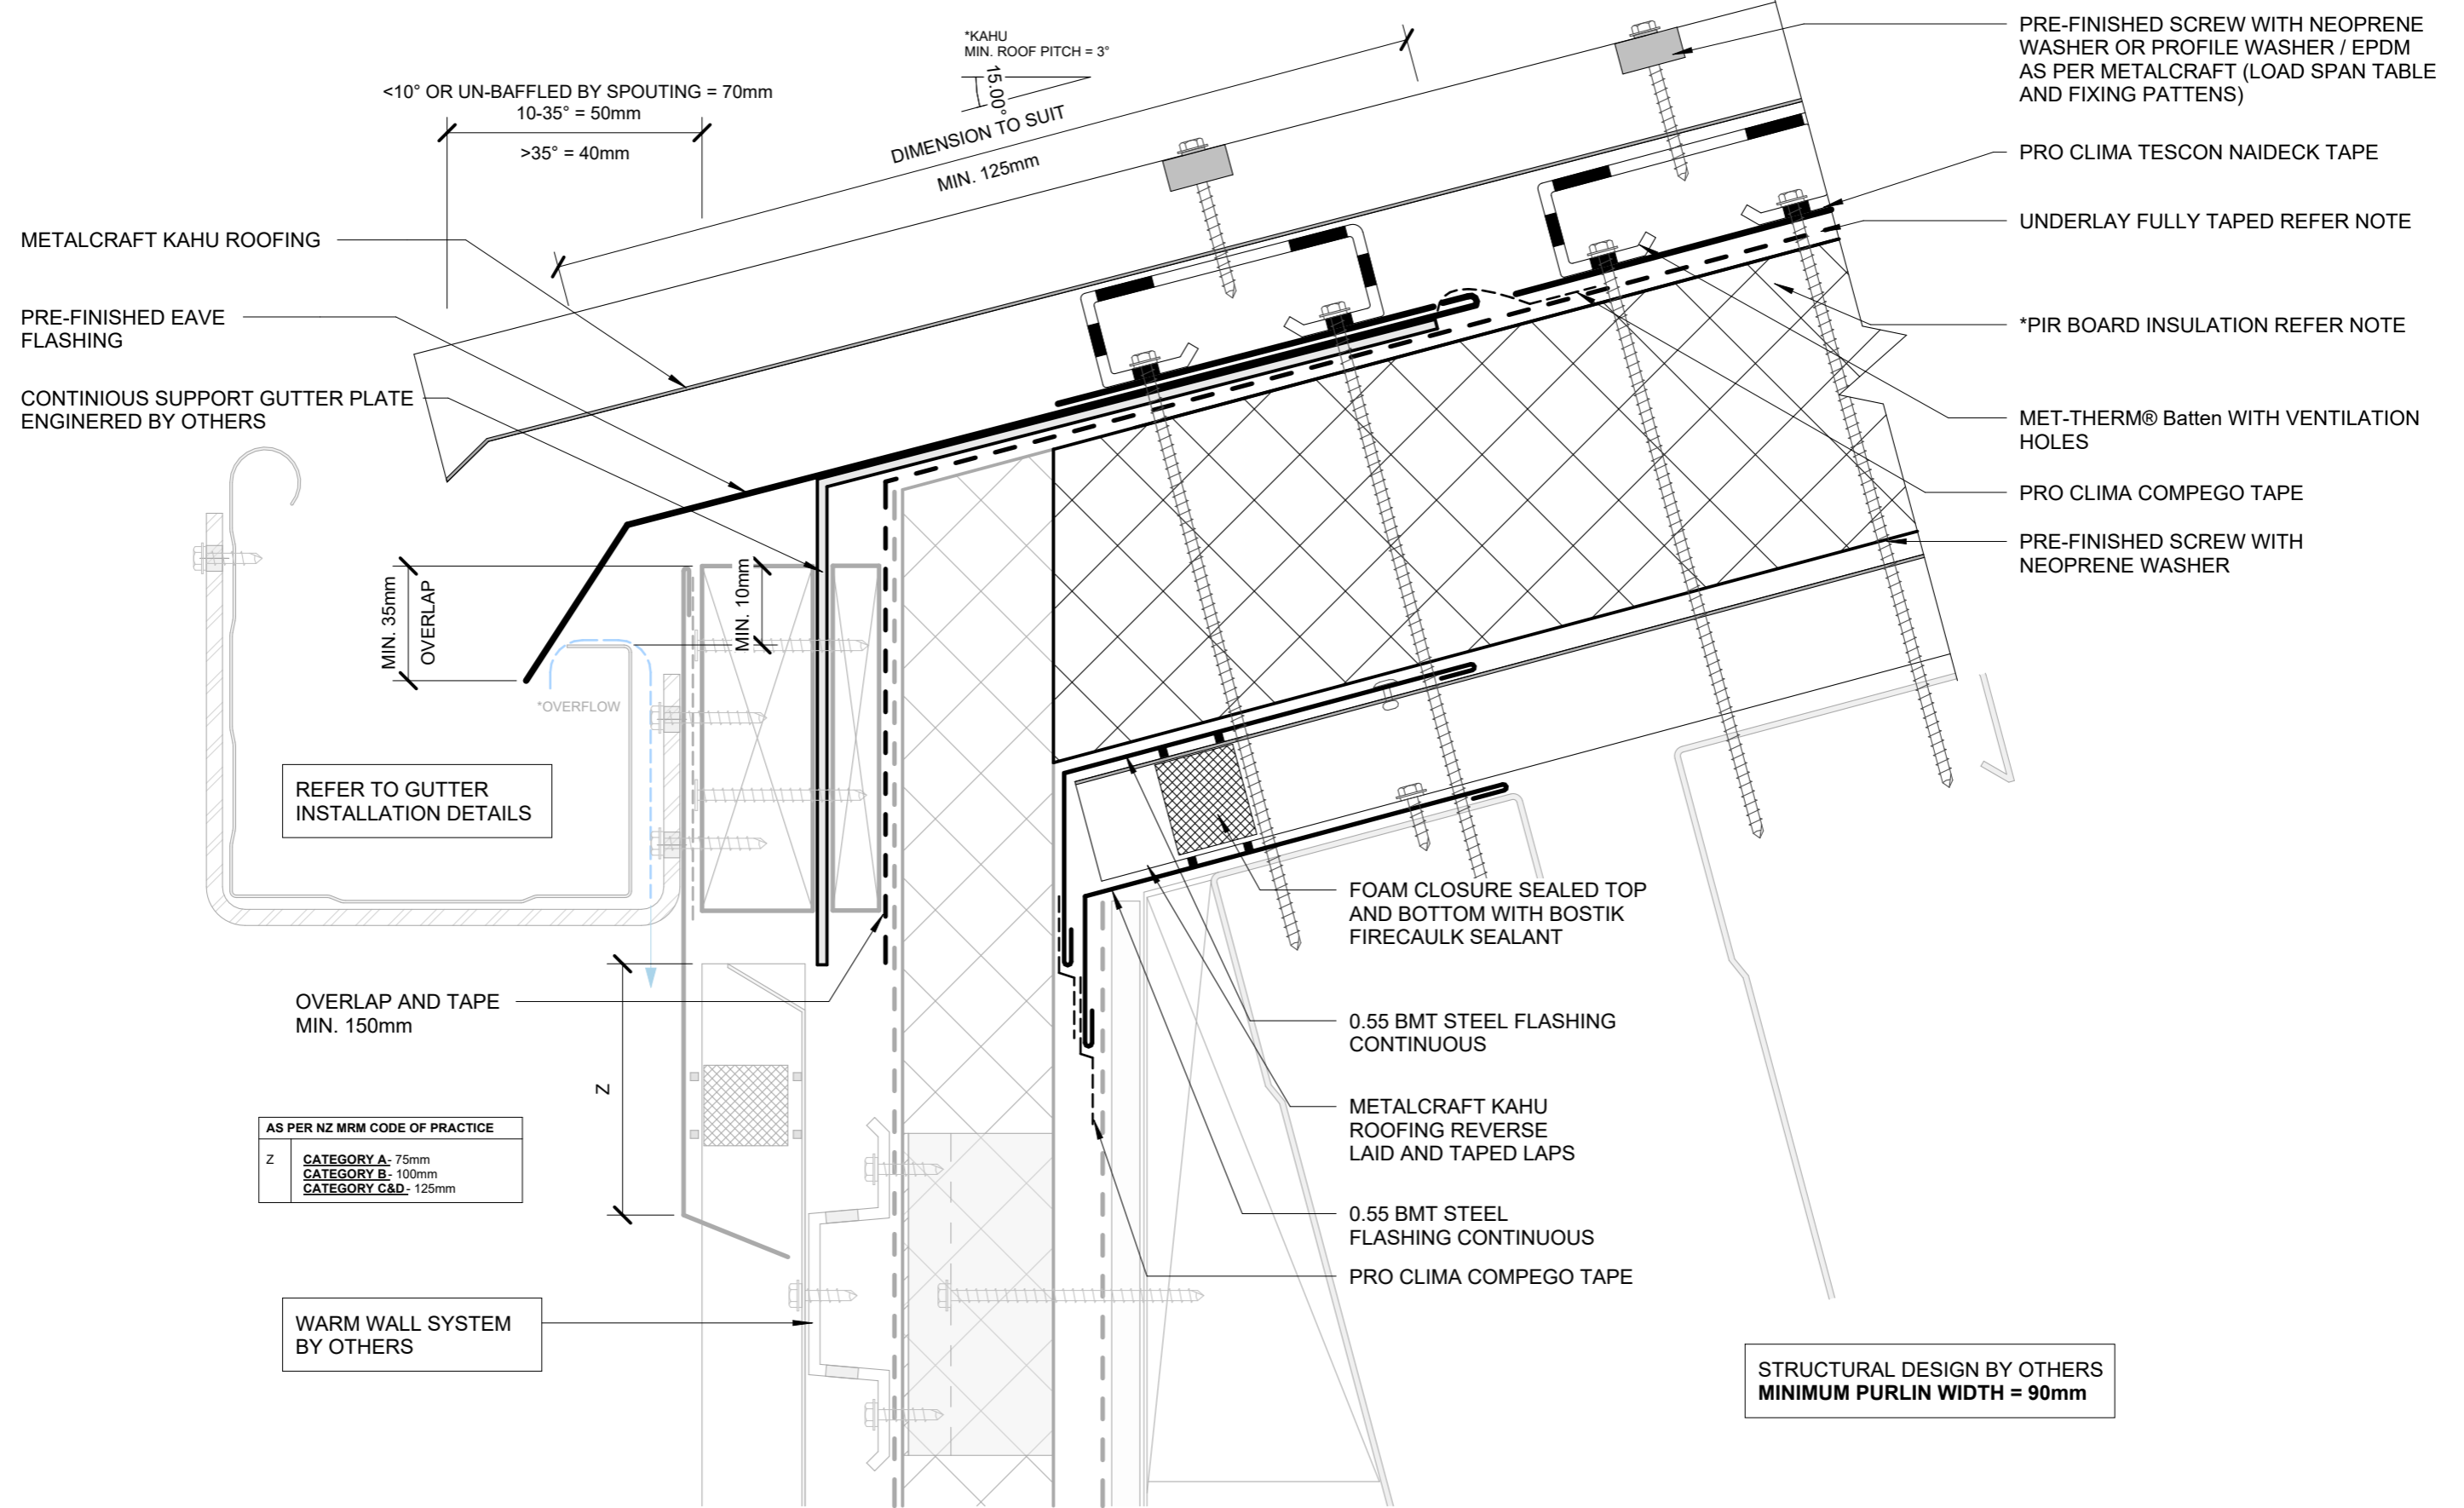 *KAHU
MIN. ROOF PITCH = 3°
15.00°
<10° OR UN-BAFFLED BY SPOUTING = 70mm
10-35° = 50mm
>35° = 40mm
DIMENSION TO SUIT
MIN. 125mm
METALCRAFT KAHU ROOFING
PRE-FINISHED EAVE
FLASHING
CONTINIOUS SUPPORT GUTTER PLATE
ENGINERED BY OTHERS
MIN. 35mm
OVERLAP
MIN. 10mm
*OVERFLOW
REFER TO GUTTER
INSTALLATION DETAILS
OVERLAP AND TAPE
MIN. 150mm
Z
AS PER NZ MRM CODE OF PRACTICE
Z
CATEGORY A- 75mm
CATEGORY B- 100mm
CATEGORY C&D- 125mm
WARM WALL SYSTEM
BY OTHERS
PRE-FINISHED SCREW WITH NEOPRENE
WASHER OR PROFILE WASHER / EPDM
AS PER METALCRAFT (LOAD SPAN TABLE
AND FIXING PATTENS)
PRO CLIMA TESCON NAIDECK TAPE
UNDERLAY FULLY TAPED REFER NOTE
*PIR BOARD INSULATION REFER NOTE
MET-THERM® Batten WITH VENTILATION
HOLES
PRO CLIMA COMPEGO TAPE
PRE-FINISHED SCREW WITH
NEOPRENE WASHER
FOAM CLOSURE SEALED TOP
AND BOTTOM WITH BOSTIK
FIRECAULK SEALANT
0.55 BMT STEEL FLASHING
CONTINUOUS
METALCRAFT KAHU
ROOFING REVERSE
LAID AND TAPED LAPS
0.55 BMT STEEL
FLASHING CONTINUOUS
PRO CLIMA COMPEGO TAPE
STRUCTURAL DESIGN BY OTHERS
MINIMUM PURLIN WIDTH = 90mm